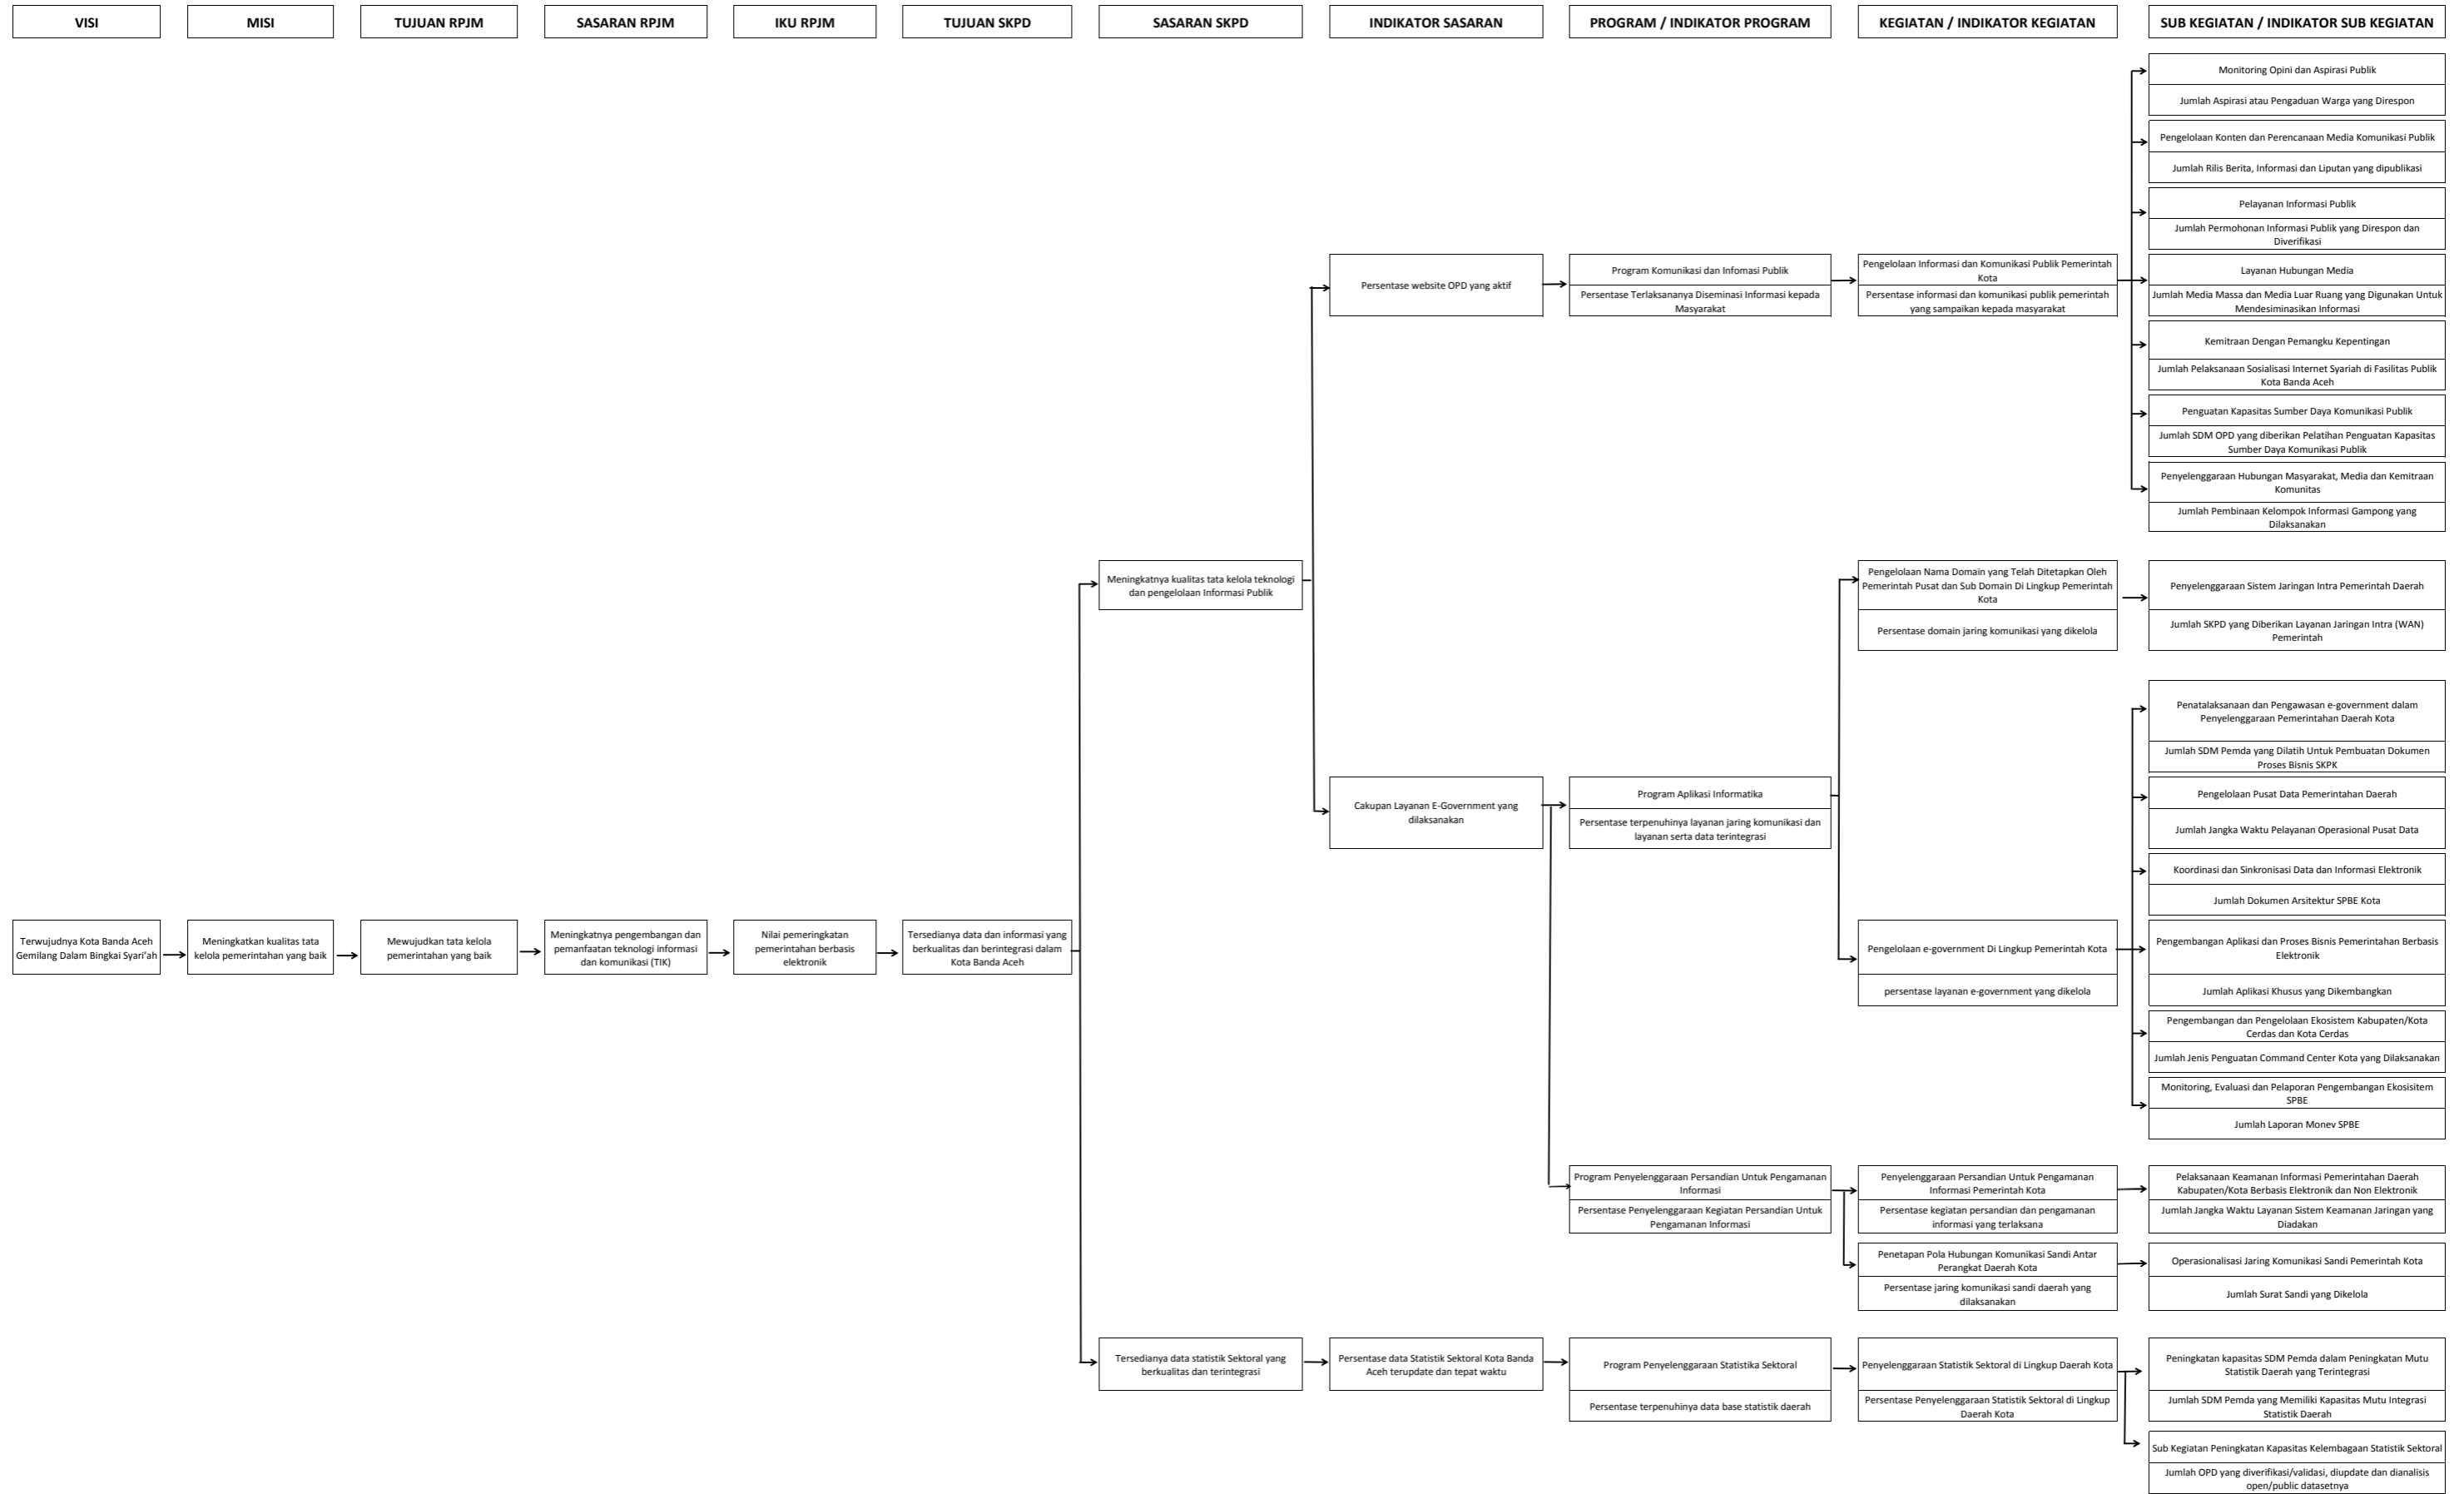 VISI
MISI
TUJUAN RPJM
SASARAN RPJM
IKU RPJM
TUJUAN SKPD
SASARAN SKPD
INDIKATOR SASARAN
PROGRAM / INDIKATOR PROGRAM
KEGIATAN / INDIKATOR KEGIATAN
SUB KEGIATAN / INDIKATOR SUB KEGIATAN
Terwujudnya Kota Banda Aceh
Gemilang Dalam Bingkai Syari'ah
Meningkatkan kualitas tata
kelola pemerintahan yang baik
Mewujudkan tata kelola
pemerintahan yang baik
Meningkatnya pengembangan dan
pemanfaatan teknologi informasi
dan komunikasi (TIK)
Nilai pemeringkatan
pemerintahan berbasis
elektronik
Tersedianya data dan informasi yang
berkualitas dan berintegrasi dalam
Kota Banda Aceh
Meningkatnya kualitas tata kelola teknologi
dan pengelolaan Informasi Publik
Persentase website OPD yang aktif
Program Komunikasi dan Infomasi Publik
Persentase Terlaksananya Diseminasi Informasi kepada
Masyarakat
Pengelolaan Informasi dan Komunikasi Publik Pemerintah
Kota
Persentase informasi dan komunikasi publik pemerintah
yang sampaikan kepada masyarakat
Monitoring Opini dan Aspirasi Publik
Jumlah Aspirasi atau Pengaduan Warga yang Direspon
Pengelolaan Konten dan Perencanaan Media Komunikasi Publik
Jumlah Rilis Berita, Informasi dan Liputan yang dipublikasi
Pelayanan Informasi Publik
Jumlah Permohonan Informasi Publik yang Direspon dan
Diverifikasi
Layanan Hubungan Media
Jumlah Media Massa dan Media Luar Ruang yang Digunakan Untuk
Mendesiminasikan Informasi
Kemitraan Dengan Pemangku Kepentingan
Jumlah Pelaksanaan Sosialisasi Internet Syariah di Fasilitas Publik
Kota Banda Aceh
Penguatan Kapasitas Sumber Daya Komunikasi Publik
Jumlah SDM OPD yang diberikan Pelatihan Penguatan Kapasitas
Sumber Daya Komunikasi Publik
Penyelenggaraan Hubungan Masyarakat, Media dan Kemitraan
Komunitas
Jumlah Pembinaan Kelompok Informasi Gampong yang
Dilaksanakan
Cakupan Layanan E-Government yang
dilaksanakan
Program Aplikasi Informatika
Persentase terpenuhinya layanan jaring komunikasi dan
layanan serta data terintegrasi
Pengelolaan Nama Domain yang Telah Ditetapkan Oleh
Pemerintah Pusat dan Sub Domain Di Lingkup Pemerintah
Kota
Persentase domain jaring komunikasi yang dikelola
Penyelenggaraan Sistem Jaringan Intra Pemerintah Daerah
Jumlah SKPD yang Diberikan Layanan Jaringan Intra (WAN)
Pemerintah
Pengelolaan e-government Di Lingkup Pemerintah Kota
persentase layanan e-government yang dikelola
Penatalaksanaan dan Pengawasan e-government dalam
Penyelenggaraan Pemerintahan Daerah Kota
Jumlah SDM Pemda yang Dilatih Untuk Pembuatan Dokumen
Proses Bisnis SKPK
Pengelolaan Pusat Data Pemerintahan Daerah
Jumlah Jangka Waktu Pelayanan Operasional Pusat Data
Koordinasi dan Sinkronisasi Data dan Informasi Elektronik
Jumlah Dokumen Arsitektur SPBE Kota
Pengembangan Aplikasi dan Proses Bisnis Pemerintahan Berbasis
Elektronik
Jumlah Aplikasi Khusus yang Dikembangkan
Pengembangan dan Pengelolaan Ekosistem Kabupaten/Kota
Cerdas dan Kota Cerdas
Jumlah Jenis Penguatan Command Center Kota yang Dilaksanakan
Monitoring, Evaluasi dan Pelaporan Pengembangan Ekosisitem
SPBE
Jumlah Laporan Monev SPBE
Program Penyelenggaraan Persandian Untuk Pengamanan
Informasi
Persentase Penyelenggaraan Kegiatan Persandian Untuk
Pengamanan Informasi
Penyelenggaraan Persandian Untuk Pengamanan
Informasi Pemerintah Kota
Persentase kegiatan persandian dan pengamanan
informasi yang terlaksana
Pelaksanaan Keamanan Informasi Pemerintahan Daerah
Kabupaten/Kota Berbasis Elektronik dan Non Elektronik
Jumlah Jangka Waktu Layanan Sistem Keamanan Jaringan yang
Diadakan
Penetapan Pola Hubungan Komunikasi Sandi Antar
Perangkat Daerah Kota
Persentase jaring komunikasi sandi daerah yang
dilaksanakan
Operasionalisasi Jaring Komunikasi Sandi Pemerintah Kota
Jumlah Surat Sandi yang Dikelola
Tersedianya data statistik Sektoral yang
berkualitas dan terintegrasi
Persentase data Statistik Sektoral Kota Banda
Aceh terupdate dan tepat waktu
Program Penyelenggaraan Statistika Sektoral
Persentase terpenuhinya data base statistik daerah
Penyelenggaraan Statistik Sektoral di Lingkup Daerah Kota
Persentase Penyelenggaraan Statistik Sektoral di Lingkup
Daerah Kota
Peningkatan kapasitas SDM Pemda dalam Peningkatan Mutu
Statistik Daerah yang Terintegrasi
Jumlah SDM Pemda yang Memiliki Kapasitas Mutu Integrasi
Statistik Daerah
Sub Kegiatan Peningkatan Kapasitas Kelembagaan Statistik Sektoral
Jumlah OPD yang diverifikasi/validasi, diupdate dan dianalisis
open/public datasetnya